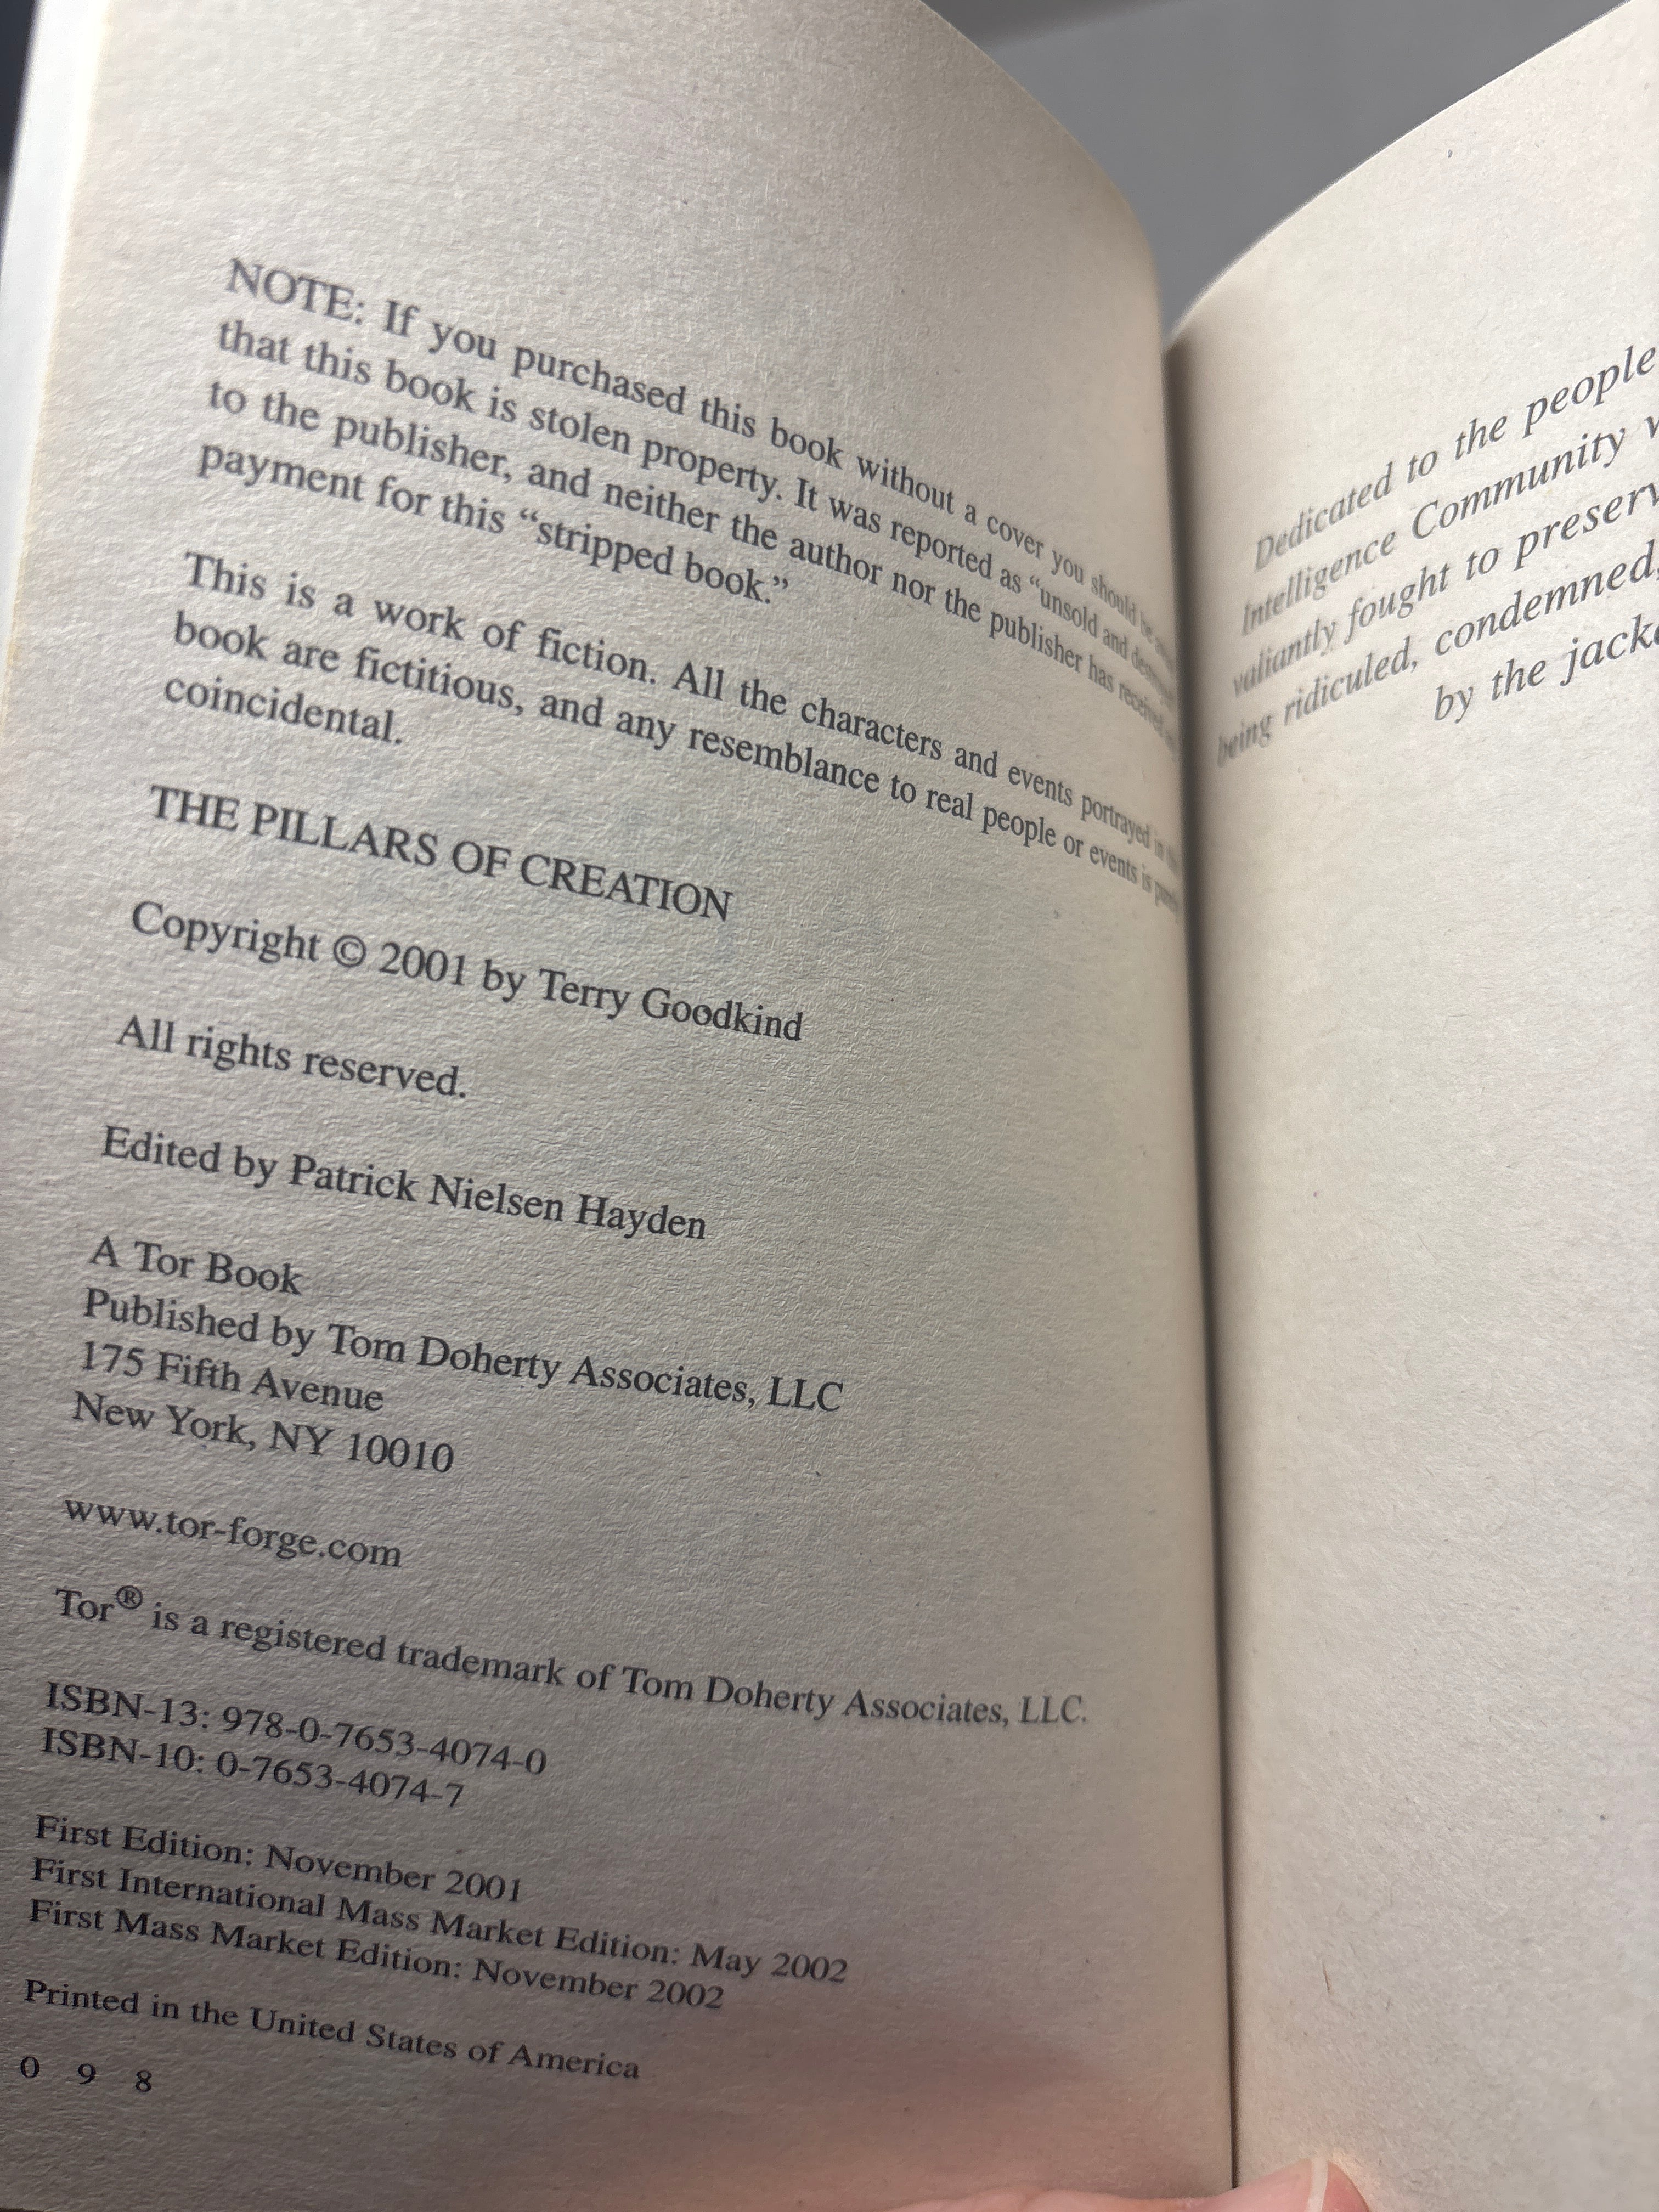 NOTE: If you purchased this book without a cover you should be
that this book is stolen property. It was reported as “unsold and
to the publisher, and neither the author nor the publisher has received
payment for this “stripped book.”
This is a work of fiction. All the characters and events portrayed in
book are fictitious, and any resemblance to real people or events is
coincidental.
THE PILLARS OF CREATION
Copyright © 2001 by Terry Goodkind
All rights reserved.
Edited by Patrick Nielsen Hayden
A Tor Book
Published by Tom Doherty Associates, LLC
175 Fifth Avenue
New York, NY 10010
www.tor-forge.com
Tor® is a registered trademark of Tom Doherty Associates, LLC.
ISBN-13: 978-0-7653-4074-0
ISBN-10: 0-7653-4074-7
First Edition: November 2001
First International Mass Market Edition: May 2002
First Mass Market Edition: November 2002
Printed in the United States of America
0 9 8
Dedicated to the people
Intelligence Community
valiantly fought to
being ridiculed, condemned,
by the